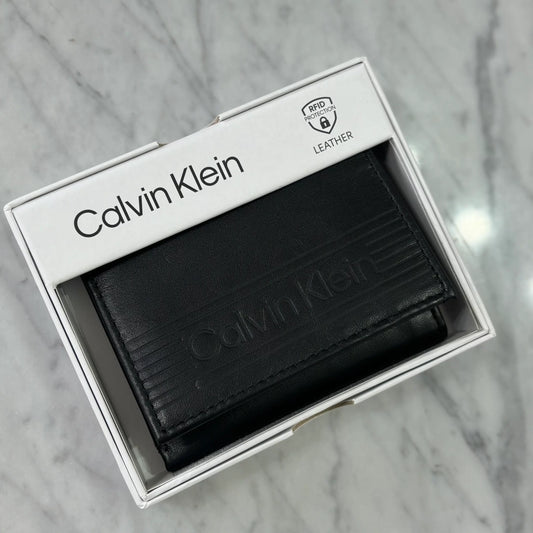 Calvin Klein
RFID
PROTECTION
LEATHER
Calvin Klein